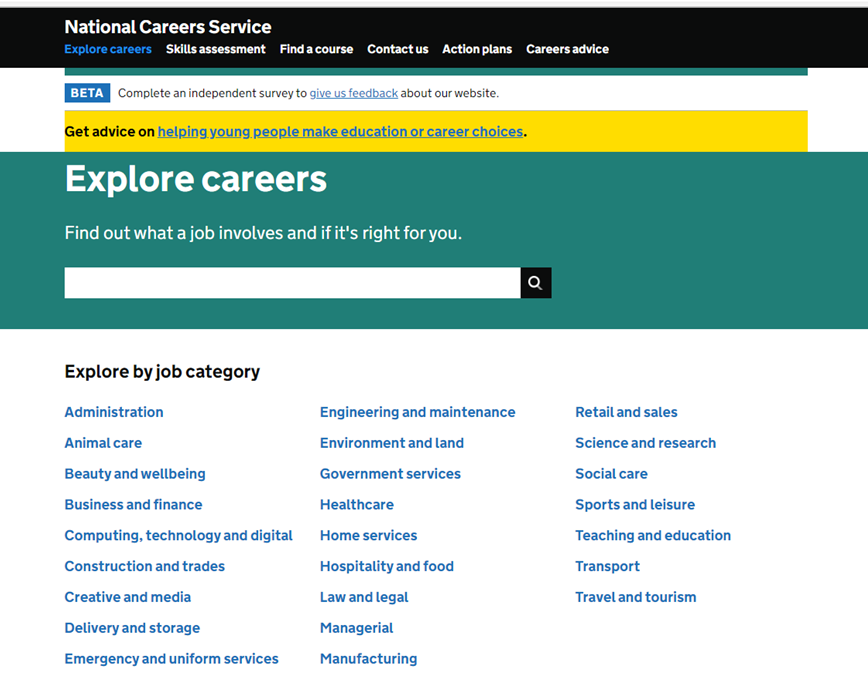 National Careers Service
Explore careers Skills assessment Find a course Contact us Action plans Careers advice
BETA Complete an independent survey to give us feedback about our website.
Get advice on helping young people make education or career choices.
Explore careers
Find out what a job involves and if it's right for you.
Explore by job category
Administration
Animal care
Beauty and wellbeing
Business and finance
Computing, technology and digital
Construction and trades
Creative and media
Delivery and storage
Emergency and uniform services
Engineering and maintenance
Environment and land
Government services
Healthcare
Home services
Hospitality and food
Law and legal
Managerial
Manufacturing
Retail and sales
Science and research
Social care
Sports and leisure
Teaching and education
Transport
Travel and tourism